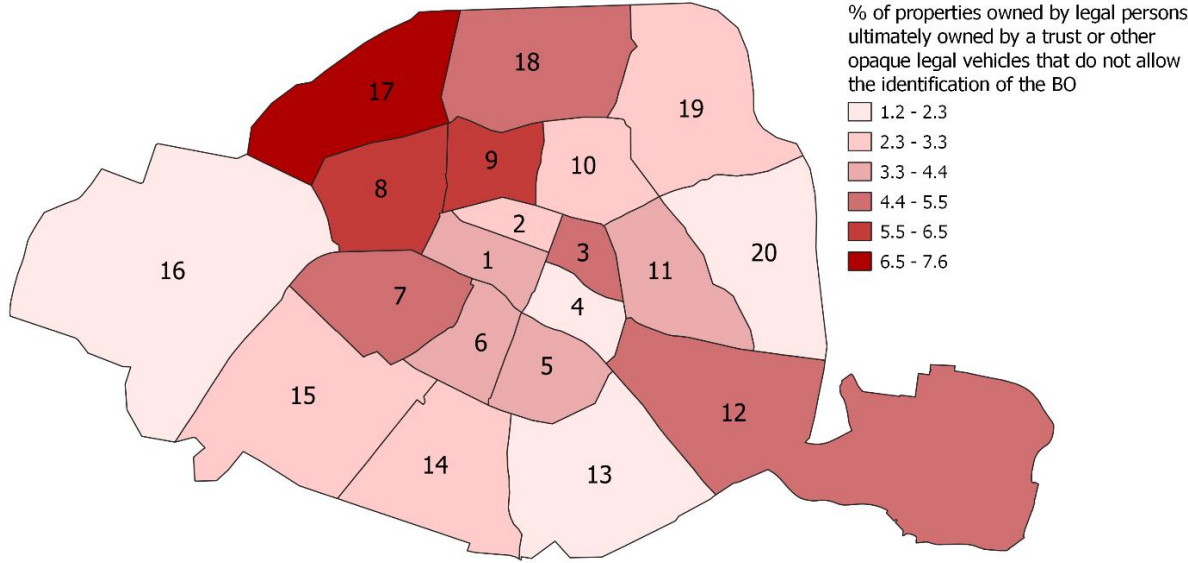 % of properties owned by legal persons
ultimately owned by a trust or other
opaque legal vehicles that do not allow
the identification of the BO
1.2 - 2.3
2.3 - 3.3
3.3 - 4.4
4.4 - 5.5
5.5 - 6.5
6.5 - 7.6
18
17
19
9
10
8
2
3
20
1
16
11
7
4
6
5
15
12
14
13